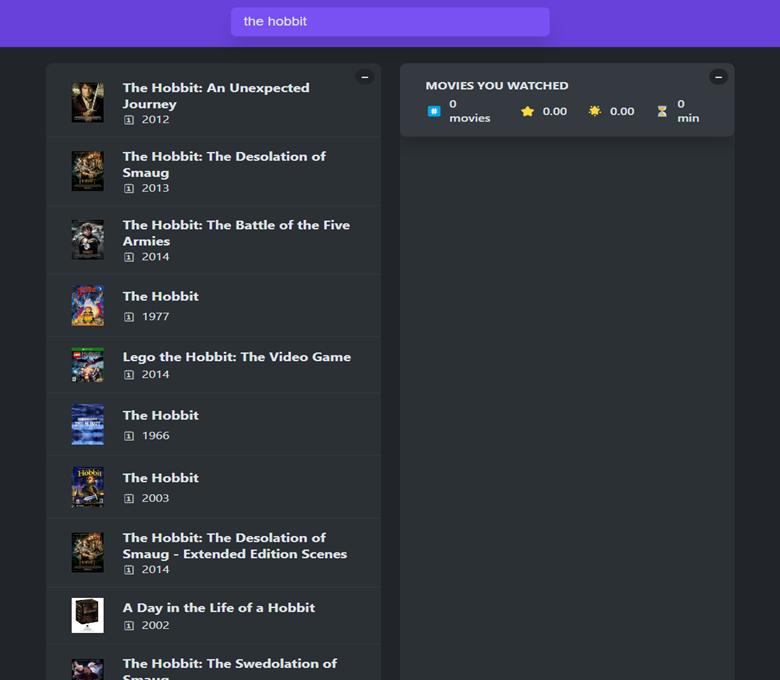 the hobbit
The Hobbit: An Unexpected
Journey
2012
The Hobbit: The Desolation of
Smaug
2013
The Hobbit: The Battle of the Five
Armies
2014
The Hobbit
1977
Lego the Hobbit: The Video Game
2014
The Hobbit
1966
The Hobbit
2003
The Hobbit: The Desolation of
Smaug - Extended Edition Scenes
2014
A Day in the Life of a Hobbit
2002
The Hobbit: The Swedolation of
Smaug
MOVIES YOU WATCHED
0
movies
0.00
0.00
0
min